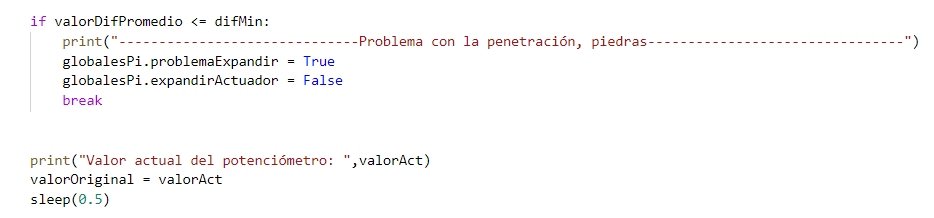 if valorDifPromedio <= difMin:
    print("------------------------------Problema con la penetración, piedras--------------------------------")
    globalesPi.problemaExpandir = True
    globalesPi.expandirActuador = False
    break
print("Valor actual del potenciómetro: ",valorAct)
valorOriginal = valorAct
sleep(0.5)